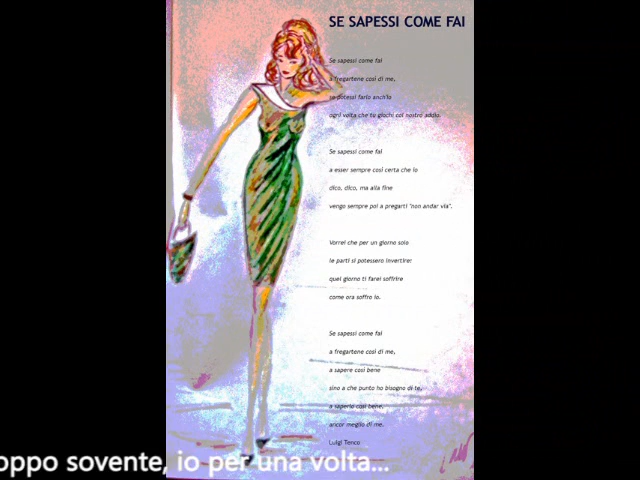 SE SAPESSI COME FAI
Se sapessi come fai
a fregartene così di me,
se potessi farlo anch'io
ogni volta che tu giochi col nostro addio.
Se sapessi come fai
a esser sempre così certa che io
dico, dico, ma alla fine
vengo sempre poi a pregarti "non andar via".
Vorrei che per un giorno solo
le parti si potessero invertire:
quel giorno ti farei soffrire
come ora soffro io.
Se sapessi come fai
a fregartene così di me,
a sapere così bene
sino a che punto ho bisogno di te,
a saperlo così bene,
ancor meglio di me.
Luigi Tenco
oppo sovente, io per una volta...